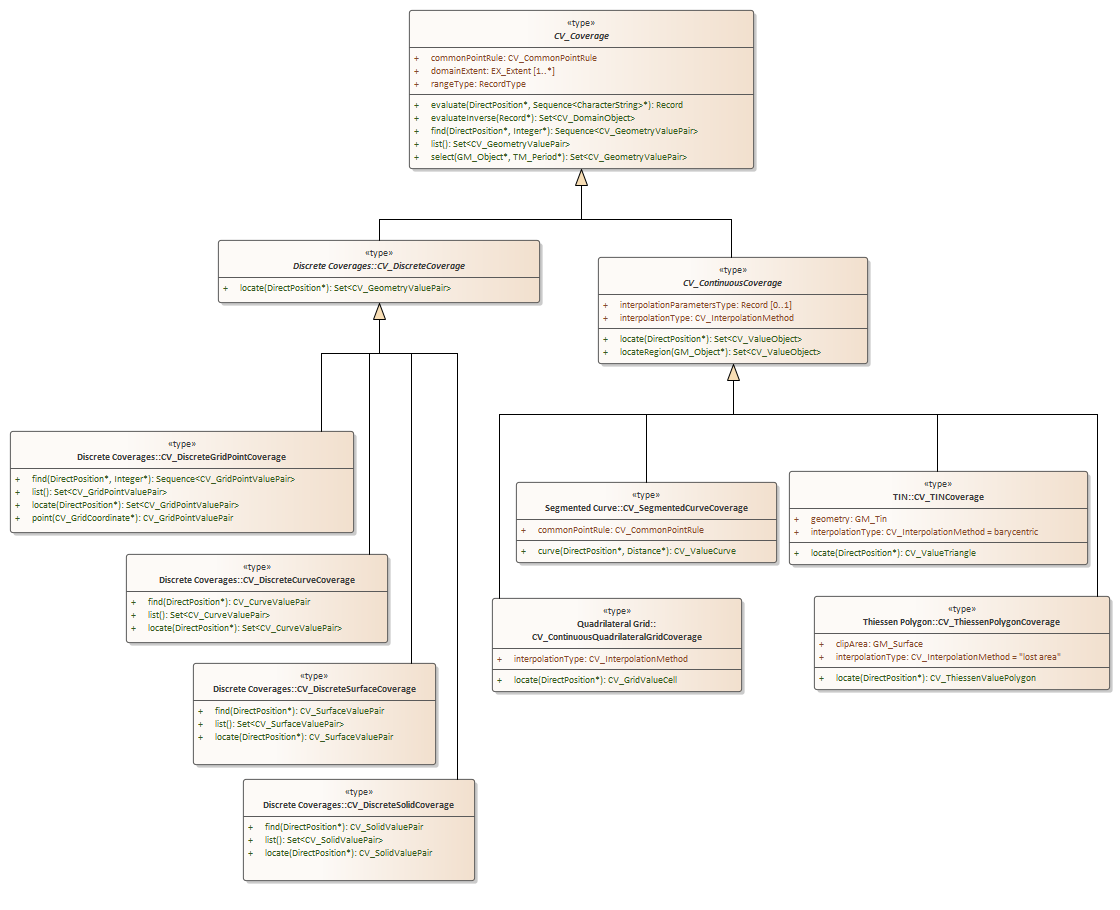 «type»
CV_Coverage
+ commonPointRule: CV_CommonPointRule
+ domainExtent: EX_Extent [1..*]
+ rangeType: RecordType
+ evaluate(DirectPosition*, Sequence<CharacterString>*): Record
+ evaluateInverse(Record*): Set<CV_DomainObject>
+ find(DirectPosition*, Integer*): Sequence<CV_GeometryValuePair>
+ list(): Set<CV_GeometryValuePair>
+ select(GM_Object*, TM_Period*): Set<CV_GeometryValuePair>
«type»
Discrete Coverages::CV_DiscreteCoverage
+ locate(DirectPosition*): Set<CV_GeometryValuePair>
«type»
CV_ContinuousCoverage
+ interpolationParametersType: Record [0..1]
+ interpolationType: CV_InterpolationMethod
+ locate(DirectPosition*): Set<CV_ValueObject>
+ locateRegion(GM_Object*): Set<CV_ValueObject>
«type»
Discrete Coverages::CV_DiscreteGridPointCoverage
+ find(DirectPosition*, Integer*): Sequence<CV_GridPointValuePair>
+ list(): Set<CV_GridPointValuePair>
+ locate(DirectPosition*): Set<CV_GridPointValuePair>
+ point(CV_GridCoordinate*): CV_GridPointValuePair
«type»
Segmented Curve::CV_SegmentedCurveCoverage
+ commonPointRule: CV_CommonPointRule
+ curve(DirectPosition*, Distance*): CV_ValueCurve
«type»
TIN::CV_TINCoverage
+ geometry: GM_Tin
+ interpolationType: CV_InterpolationMethod = barycentric
+ locate(DirectPosition*): CV_ValueTriangle
«type»
Discrete Coverages::CV_DiscreteCurveCoverage
+ find(DirectPosition*): CV_CurveValuePair
+ list(): Set<CV_CurveValuePair>
+ locate(DirectPosition*): Set<CV_CurveValuePair>
«type»
Quadrilateral Grid::
CV_ContinuousQuadrilateralGridCoverage
+ interpolationType: CV_InterpolationMethod
+ locate(DirectPosition*): CV_GridValueCell
«type»
Thiessen Polygon::CV_ThiessenPolygonCoverage
+ clipArea: GM_Surface
+ interpolationType: CV_InterpolationMethod = "lost area"
+ locate(DirectPosition*): CV_ThiessenValuePolygon
«type»
Discrete Coverages::CV_DiscreteSurfaceCoverage
+ find(DirectPosition*): CV_SurfaceValuePair
+ list(): Set<CV_SurfaceValuePair>
+ locate(DirectPosition*): CV_SurfaceValuePair
«type»
Discrete Coverages::CV_DiscreteSolidCoverage
+ find(DirectPosition*): CV_SolidValuePair
+ list(): Set<CV_SolidValuePair>
+ locate(DirectPosition*): CV_SolidValuePair